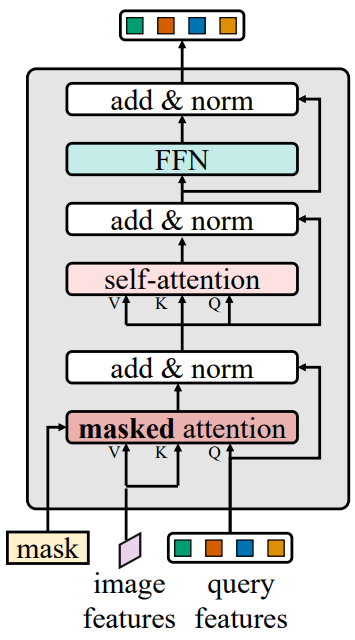 add & norm
FFN
add & norm
self-attention
V K Q
add & norm
masked attention
V K Q
mask
image features
query features